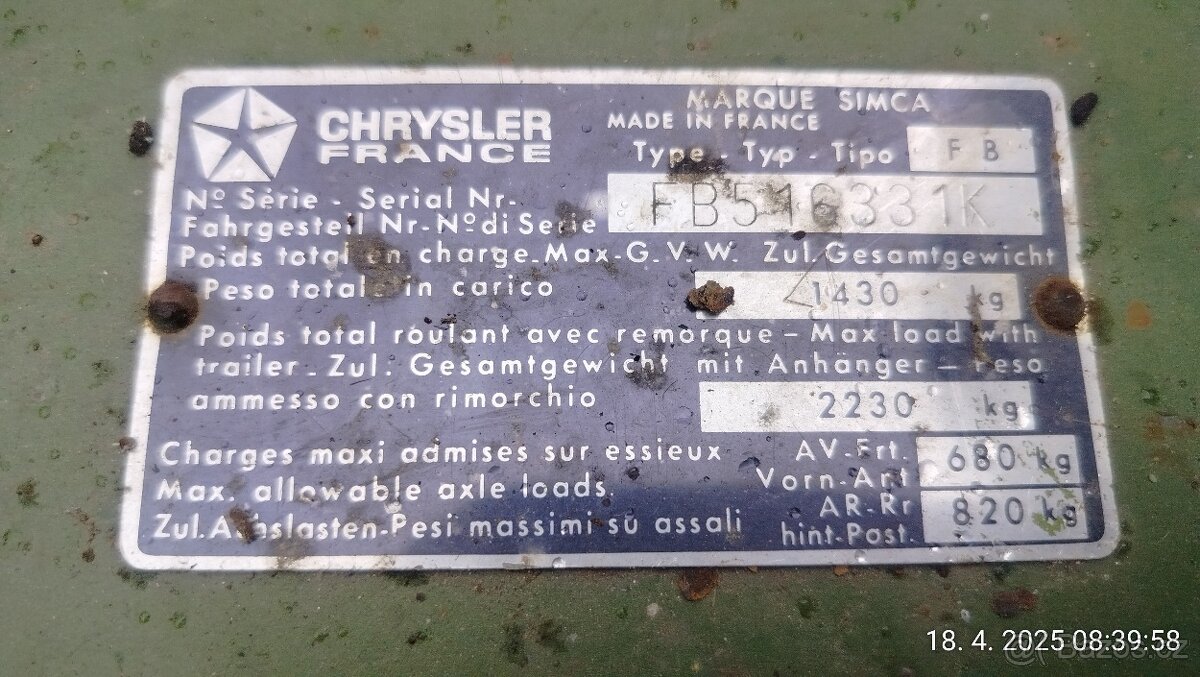 MARQUE SIMCA
CHRYSLER
FRANCE
MADE IN FRANCE
Type - Typ - Tipo F B
Nº Série - Serial Nr-
Fahrgestell Nr-Nº di Serie
FB516331K
Poids total en charge-Max-G.V.W. Zul.Gesamtgewicht
Peso totale in carico 1430 kg
Poids total roulant avec remorque - Max load with
trailer - Zul. Gesamtgewicht mit Anhänger - Peso
ammesso con rimorchio 2230 kg
Charges maxi admises sur essieux AV-Frt. 680 kg
Max. allowable axle loads Vorn-Ant
Zul. Achslasten-Pesi massimi su assali AR-Rr 820 kg
hint-Post.
18. 4. 2025 08:39:58
@ Bazos.cz